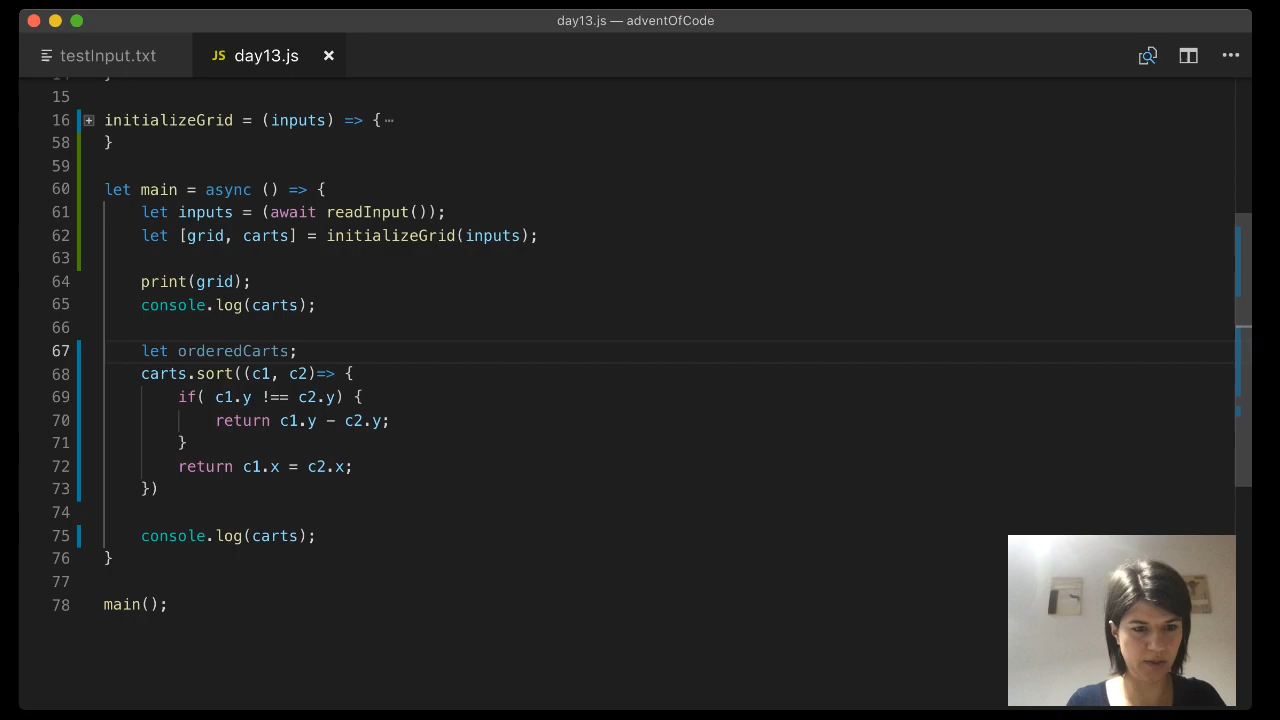 day13.js — adventOfCode
testInput.txt
JS day13.js ×
15
16 initializeGrid = (inputs) => {⋯
58 }
59
60 let main = async () => {
61 let inputs = (await readInput());
62 let [grid, carts] = initializeGrid(inputs);
63
64 print(grid);
65 console.log(carts);
66
67 let orderedCarts;
68 carts.sort((c1, c2)=> {
69 if( c1.y !== c2.y) {
70 return c1.y - c2.y;
71 }
72 return c1.x = c2.x;
73 })
74
75 console.log(carts);
76 }
77
78 main();